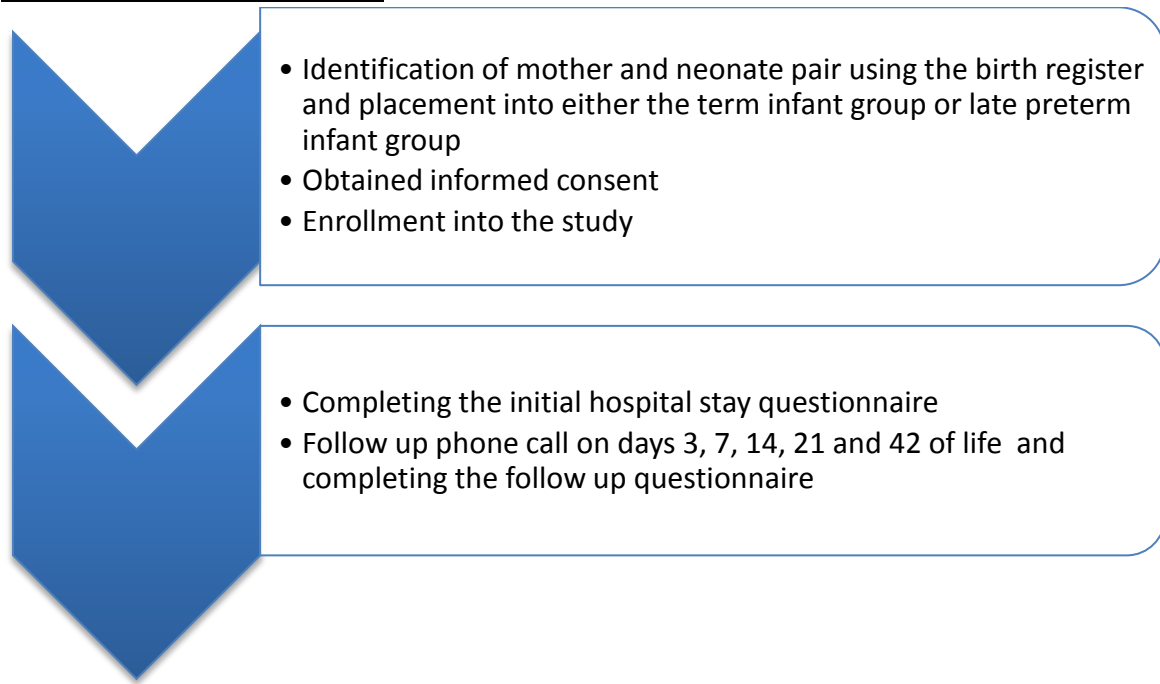 • Identification of mother and neonate pair using the birth register
and placement into either the term infant group or late preterm
infant group
• Obtained informed consent
• Enrollment into the study
• Completing the initial hospital stay questionnaire
• Follow up phone call on days 3, 7, 14, 21 and 42 of life and
completing the follow up questionnaire